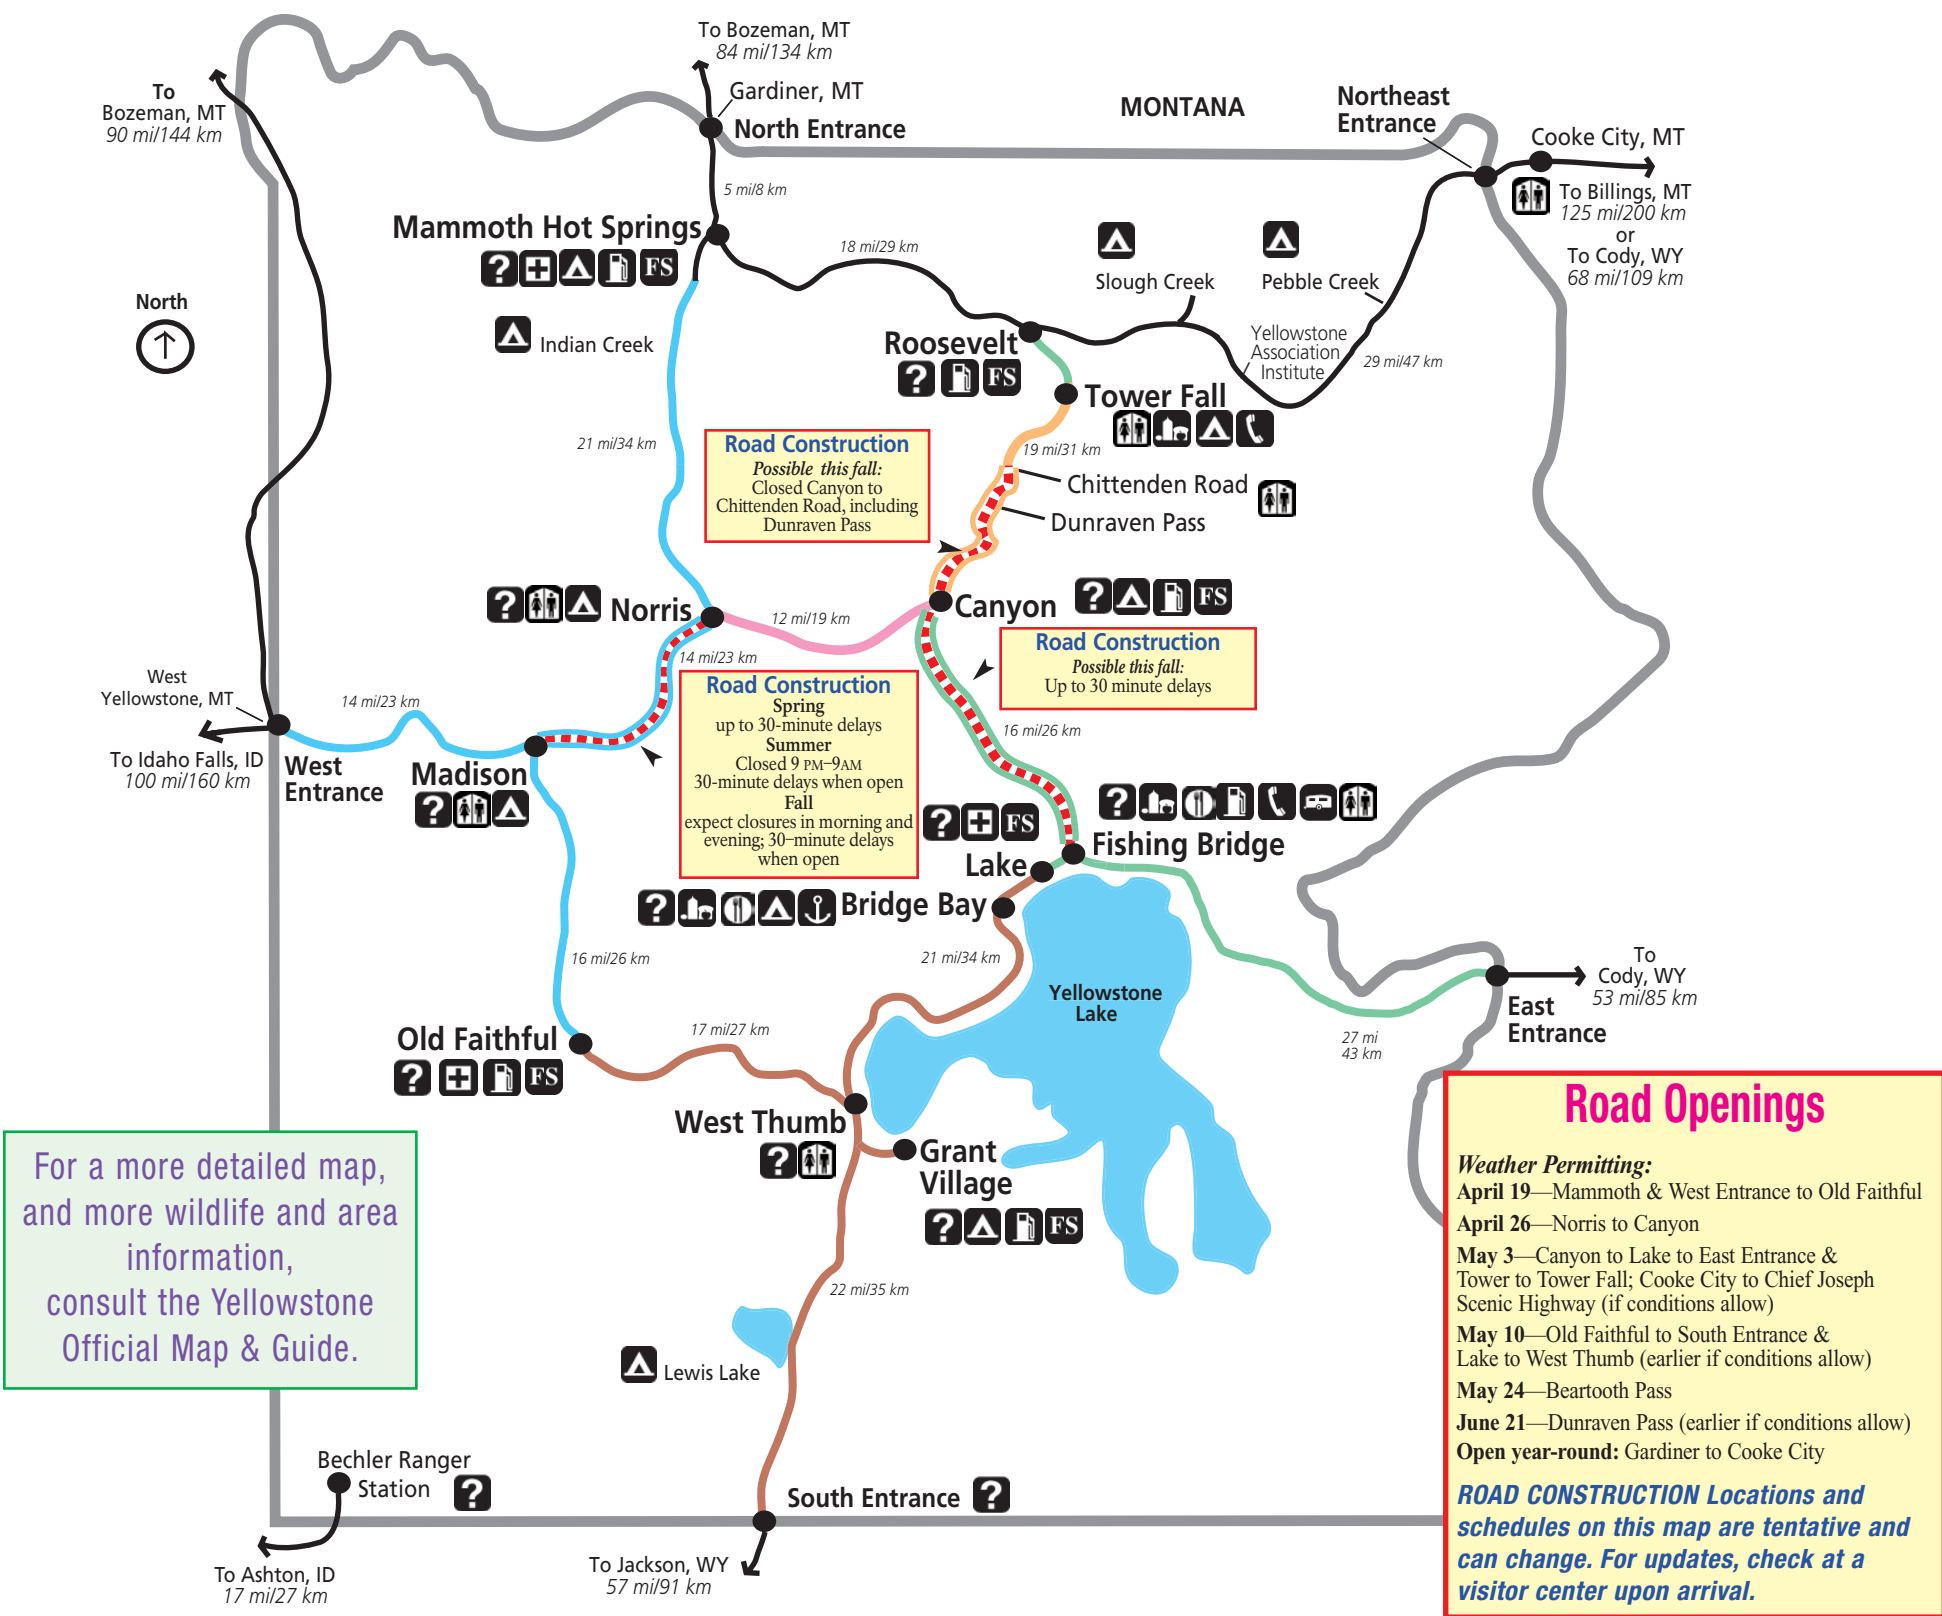 To Bozeman, MT
84 mi/134 km
To
Bozeman, MT
90 mi/144 km
Gardiner, MT
North Entrance
MONTANA
Northeast
Entrance
Cooke City, MT
To Billings, MT
125 mi/200 km
or
To Cody, WY
68 mi/109 km
5 mi/8 km
Mammoth Hot Springs
? FS
18 mi/29 km
Slough Creek
Pebble Creek
North
Indian Creek
Roosevelt
? FS
Yellowstone
Association
Institute
29 mi/47 km
Tower Fall
21 mi/34 km
19 mi/31 km
Road Construction
Possible this fall:
Closed Canyon to
Chittenden Road, including
Dunraven Pass
Chittenden Road
Dunraven Pass
?
Norris
12 mi/19 km
Canyon
? FS
14 mi/23 km
Road Construction
Possible this fall:
Up to 30 minute delays
16 mi/26 km
West
Yellowstone, MT
14 mi/23 km
To Idaho Falls, ID
100 mi/160 km
West
Entrance
Madison
?
Road Construction
Spring
up to 30-minute delays
Summer
Closed 9 PM–9AM
30-minute delays when open
Fall
expect closures in morning and
evening; 30–minute delays
when open
? FS
Lake
?
Fishing Bridge
?
Bridge Bay
16 mi/26 km
21 mi/34 km
Yellowstone
Lake
To
Cody, WY
53 mi/85 km
East
Entrance
27 mi
43 km
Old Faithful
? FS
17 mi/27 km
West Thumb
?
Grant
Village
? FS
22 mi/35 km
Lewis Lake
For a more detailed map,
and more wildlife and area
information,
consult the Yellowstone
Official Map & Guide.
Bechler Ranger
Station
?
To Ashton, ID
17 mi/27 km
South Entrance
?
To Jackson, WY
57 mi/91 km
Road Openings
Weather Permitting:
April 19—Mammoth & West Entrance to Old Faithful
April 26—Norris to Canyon
May 3—Canyon to Lake to East Entrance &
Tower to Tower Fall; Cooke City to Chief Joseph
Scenic Highway (if conditions allow)
May 10—Old Faithful to South Entrance &
Lake to West Thumb (earlier if conditions allow)
May 24—Beartooth Pass
June 21—Dunraven Pass (earlier if conditions allow)
Open year-round: Gardiner to Cooke City
ROAD CONSTRUCTION Locations and
schedules on this map are tentative and
can change. For updates, check at a
visitor center upon arrival.